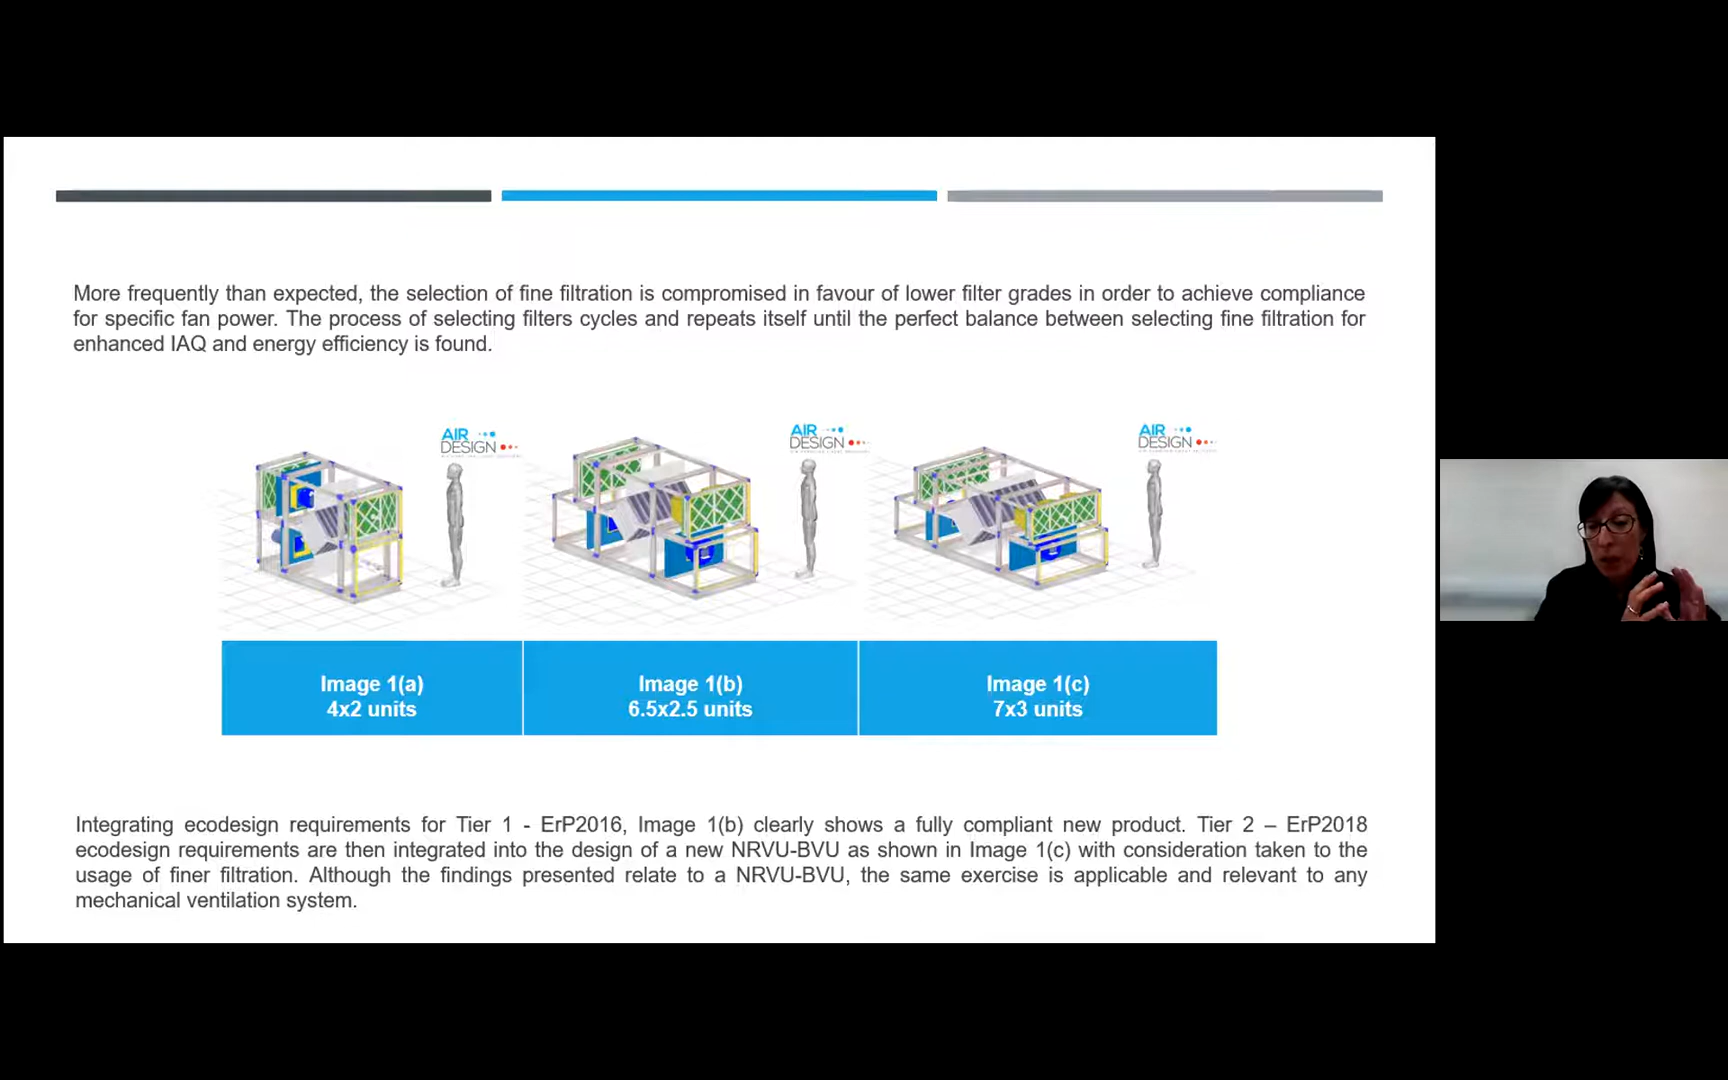 More frequently than expected, the selection of fine filtration is compromised in favour of lower filter grades in order to achieve compliance
for specific fan power. The process of selecting filters cycles and repeats itself until the perfect balance between selecting fine filtration for
enhanced IAQ and energy efficiency is found.
AIR
DESIGN
AIR
DESIGN
AIR
DESIGN
Image 1(a)
4x2 units
Image 1(b)
6.5x2.5 units
Image 1(c)
7x3 units
Integrating ecodesign requirements for Tier 1 - ErP2016, Image 1(b) clearly shows a fully compliant new product. Tier 2 – ErP2018
ecodesign requirements are then integrated into the design of a new NRVU-BVU as shown in Image 1(c) with consideration taken to the
usage of finer filtration. Although the findings presented relate to a NRVU-BVU, the same exercise is applicable and relevant to any
mechanical ventilation system.